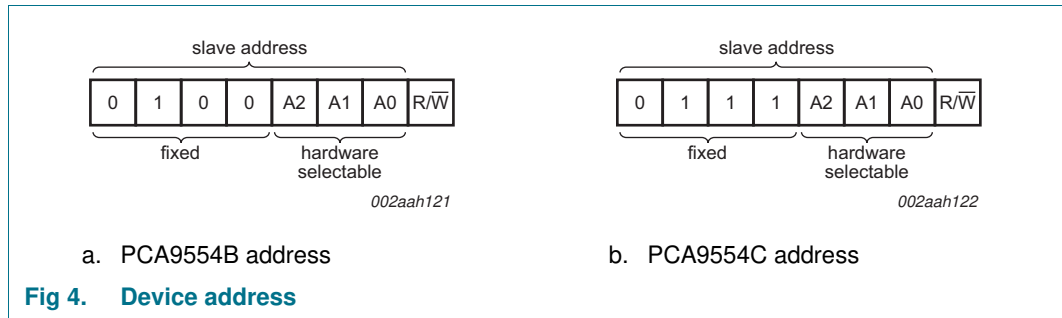 slave address
0 1 0 0 A2 A1 A0 R/W̅
fixed
hardware
selectable
002aah121
a. PCA9554B address
slave address
0 1 1 1 A2 A1 A0 R/W̅
fixed
hardware
selectable
002aah122
b. PCA9554C address
Fig 4. Device address